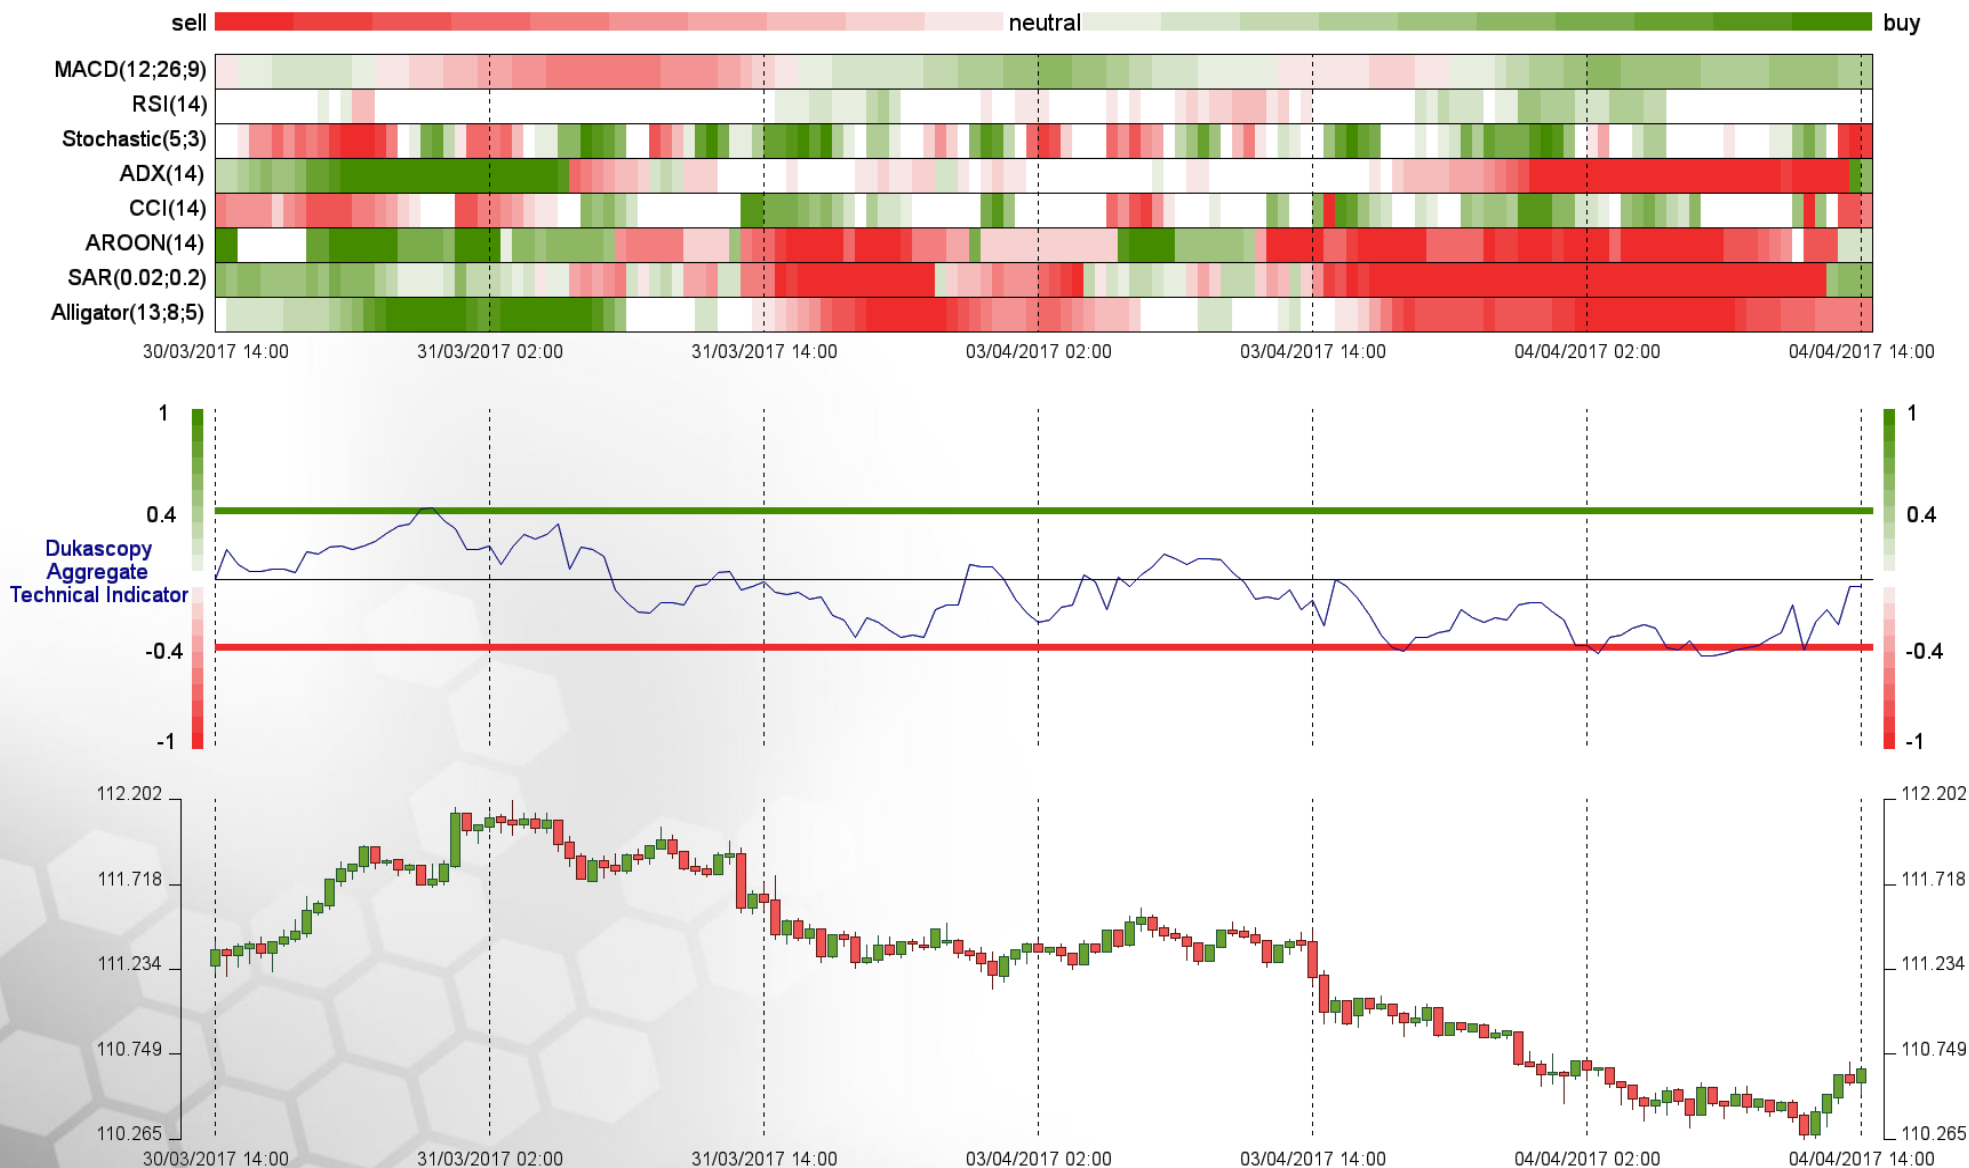 sell neutral buy
MACD(12;26;9)
RSI(14)
Stochastic(5;3)
ADX(14)
CCI(14)
AROON(14)
SAR(0.02;0.2)
Alligator(13;8;5)
30/03/2017 14:00 31/03/2017 02:00 31/03/2017 14:00 03/04/2017 02:00 03/04/2017 14:00 04/04/2017 02:00 04/04/2017 14:00
1 1
0.4 0.4
Dukascopy
Aggregate
Technical Indicator
-0.4 -0.4
-1 -1
112.202 112.202
111.718 111.718
111.234 111.234
110.749 110.749
110.265 110.265
30/03/2017 14:00 31/03/2017 02:00 31/03/2017 14:00 03/04/2017 02:00 03/04/2017 14:00 04/04/2017 02:00 04/04/2017 14:00